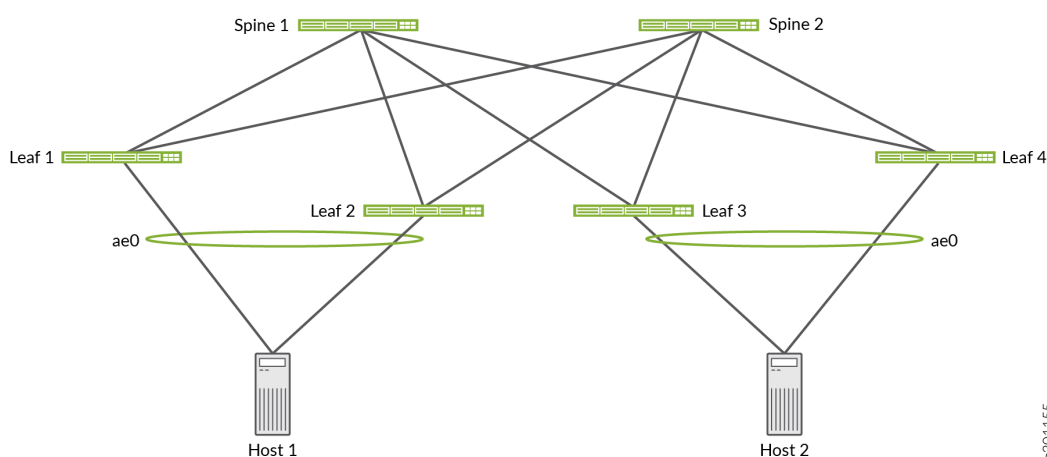 Spine 1
Spine 2
Leaf 1
Leaf 4
Leaf 2
Leaf 3
ae0
ae0
Host 1
Host 2